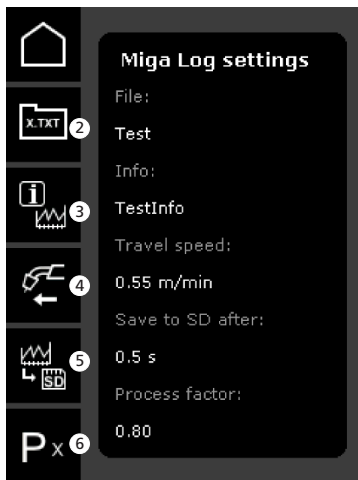 Miga Log settings
File:
X.TXT
2
Test
Info:
i
3
TestInfo
Travel speed:
4
0.55 m/min
Save to SD after:
5
0.5 s
SD
Process factor:
Px
6
0.80